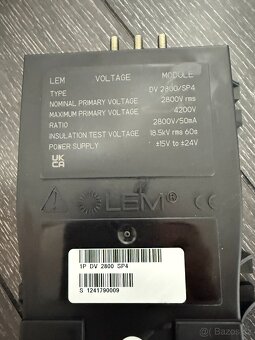 LEM VOLTAGE MODULE
TYPE DV 2800/SP4
NOMINAL PRIMARY VOLTAGE 2800V rms
MAXIMUM PRIMARY VOLTAGE 4200V
RATIO 2800V/50mA
INSULATION TEST VOLTAGE 18.5kV rms 60s
POWER SUPPLY ±15V to ±24V
UK
CA
LEM® CE
1P DV 2800 SP4
S 1241790009